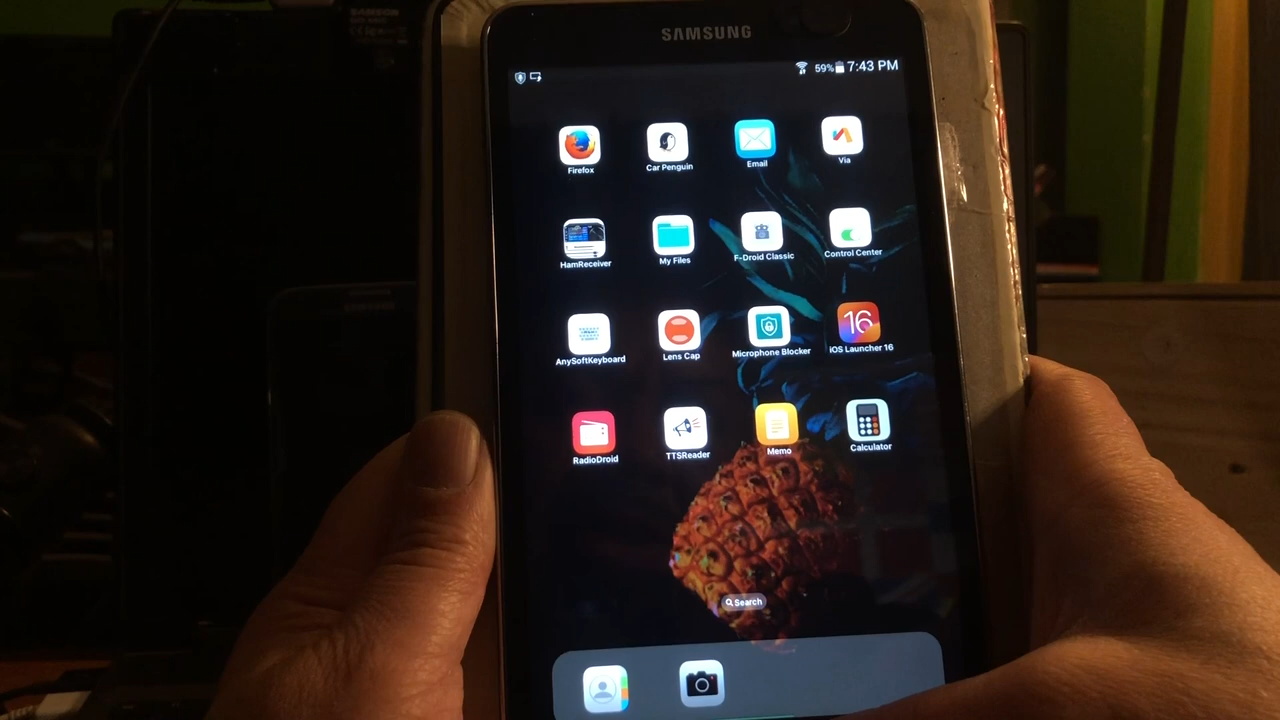 SAMSUNG
59% 7:43 PM
Firefox
Car Penguin
Email
Via
HamReceiver
My Files
F-Droid Classic
Control Center
AnySoftKeyboard
Lens Cap
Microphone Blocker
16
iOS Launcher 16
RadioDroid
TTSReader
Memo
Calculator
Search